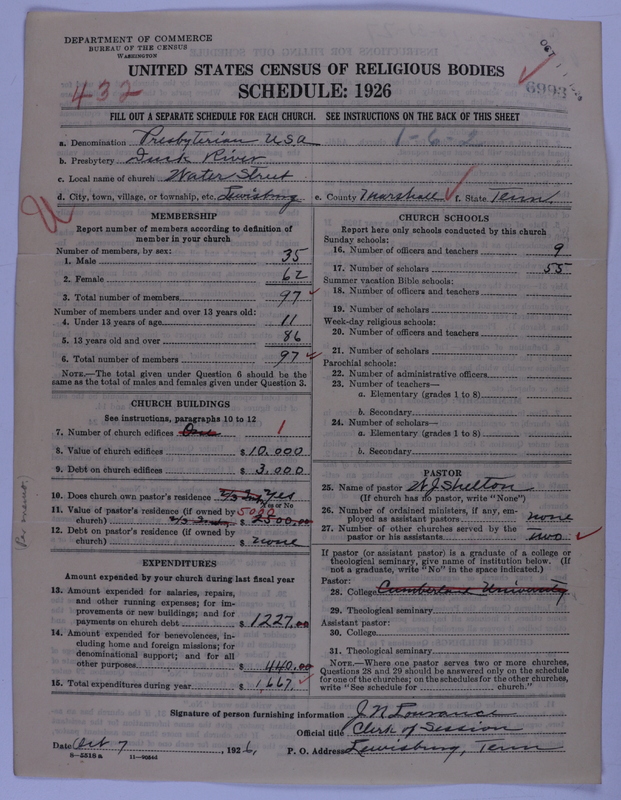 DEPARTMENT OF COMMERCE
BUREAU OF THE CENSUS
WASHINGTON
UNITED STATES CENSUS OF RELIGIOUS BODIES
SCHEDULE: 1926
432
6993
FILL OUT A SEPARATE SCHEDULE FOR EACH CHURCH. SEE INSTRUCTIONS ON THE BACK OF THIS SHEET
a. Denomination Presbyterian U.S.A 1-6-2
b. Presbytery Duck River
c. Local name of church Water Street
d. City, town, village, or township, etc. Lewisburg e. County Marshall f. State Tenn.
MEMBERSHIP
Report number of members according to definition of
member in your church
Number of members, by sex:
1. Male 35
2. Female 62
3. Total number of members 97
Number of members under and over 13 years old:
4. Under 13 years of age 11
5. 13 years old and over 86
6. Total number of members 97
NOTE.—The total given under Question 6 should be the
same as the total of males and females given under Question 3.
CHURCH BUILDINGS
See instructions, paragraphs 10 to 12
7. Number of church edifices One 1
8. Value of church edifices $ 10.000
9. Debt on church edifices $ 3.000
10. Does church own pastor's residence 2/3 Yes
Yes or No
11. Value of pastor's residence (if owned by 5000
church) 2/3 $ 2500.00
12. Debt on pastor's residence (if owned by
church) $ none
Per memo.
EXPENDITURES
Amount expended by your church during last fiscal year
13. Amount expended for salaries, repairs,
and other running expenses; for im-
provements or new buildings; and for
payments on church debt $ 1227.00
14. Amount expended for benevolences, in-
cluding home and foreign missions; for
denominational support; and for all
other purposes $ 440.00
15. Total expenditures during year $ 1,667.
CHURCH SCHOOLS
Report here only schools conducted by this church
Sunday schools:
16. Number of officers and teachers 9
17. Number of scholars 55
Summer vacation Bible schools:
18. Number of officers and teachers
19. Number of scholars
Week-day religious schools:
20. Number of officers and teachers
21. Number of scholars
Parochial schools:
22. Number of administrative officers
23. Number of teachers—
a. Elementary (grades 1 to 8)
b. Secondary
24. Number of scholars—
a. Elementary (grades 1 to 8)
b. Secondary
PASTOR
25. Name of pastor W J Shelton
(If church has no pastor, write "None")
26. Number of ordained ministers, if any, em-
ployed as assistant pastors none
27. Number of other churches served by the
pastor or his assistants two
If pastor (or assistant pastor) is a graduate of a college or
theological seminary, give name of institution below. (If
not a graduate, write "No" in the space indicated.)
Pastor:
28. College Cumberland University
29. Theological seminary
Assistant pastor:
30. College
31. Theological seminary
NOTE.—Where one pastor serves two or more churches,
Questions 28 and 29 should be answered only on the schedule
for one of the churches; on the schedules for the other churches,
write "See schedule for church."
Signature of person furnishing information J. N. Lowrance
Official title Clerk of Session
Date Oct 7, 1926, P. O. Address Lewisburg, Tenn
8—5518 a 11—9054d